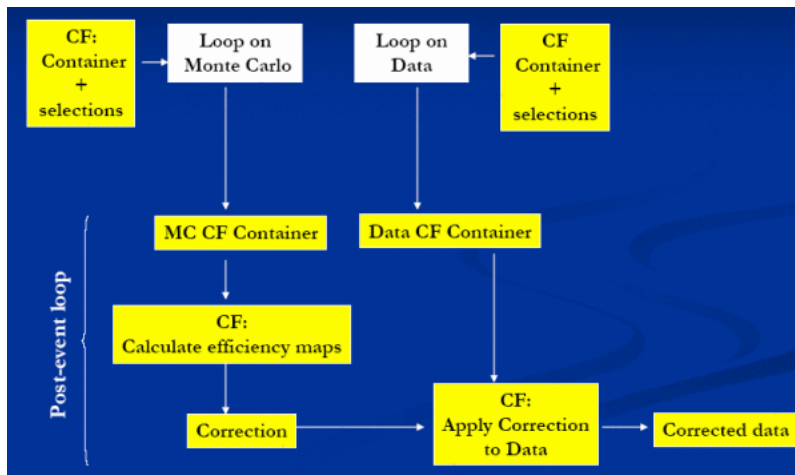 CF:
Container
+
selections
Loop on
Monte Carlo
Loop on
Data
CF
Container
+
selections
MC CF Container
Data CF Container
Post-event loop
CF:
Calculate efficiency maps
Correction
CF:
Apply Correction
to Data
Corrected data